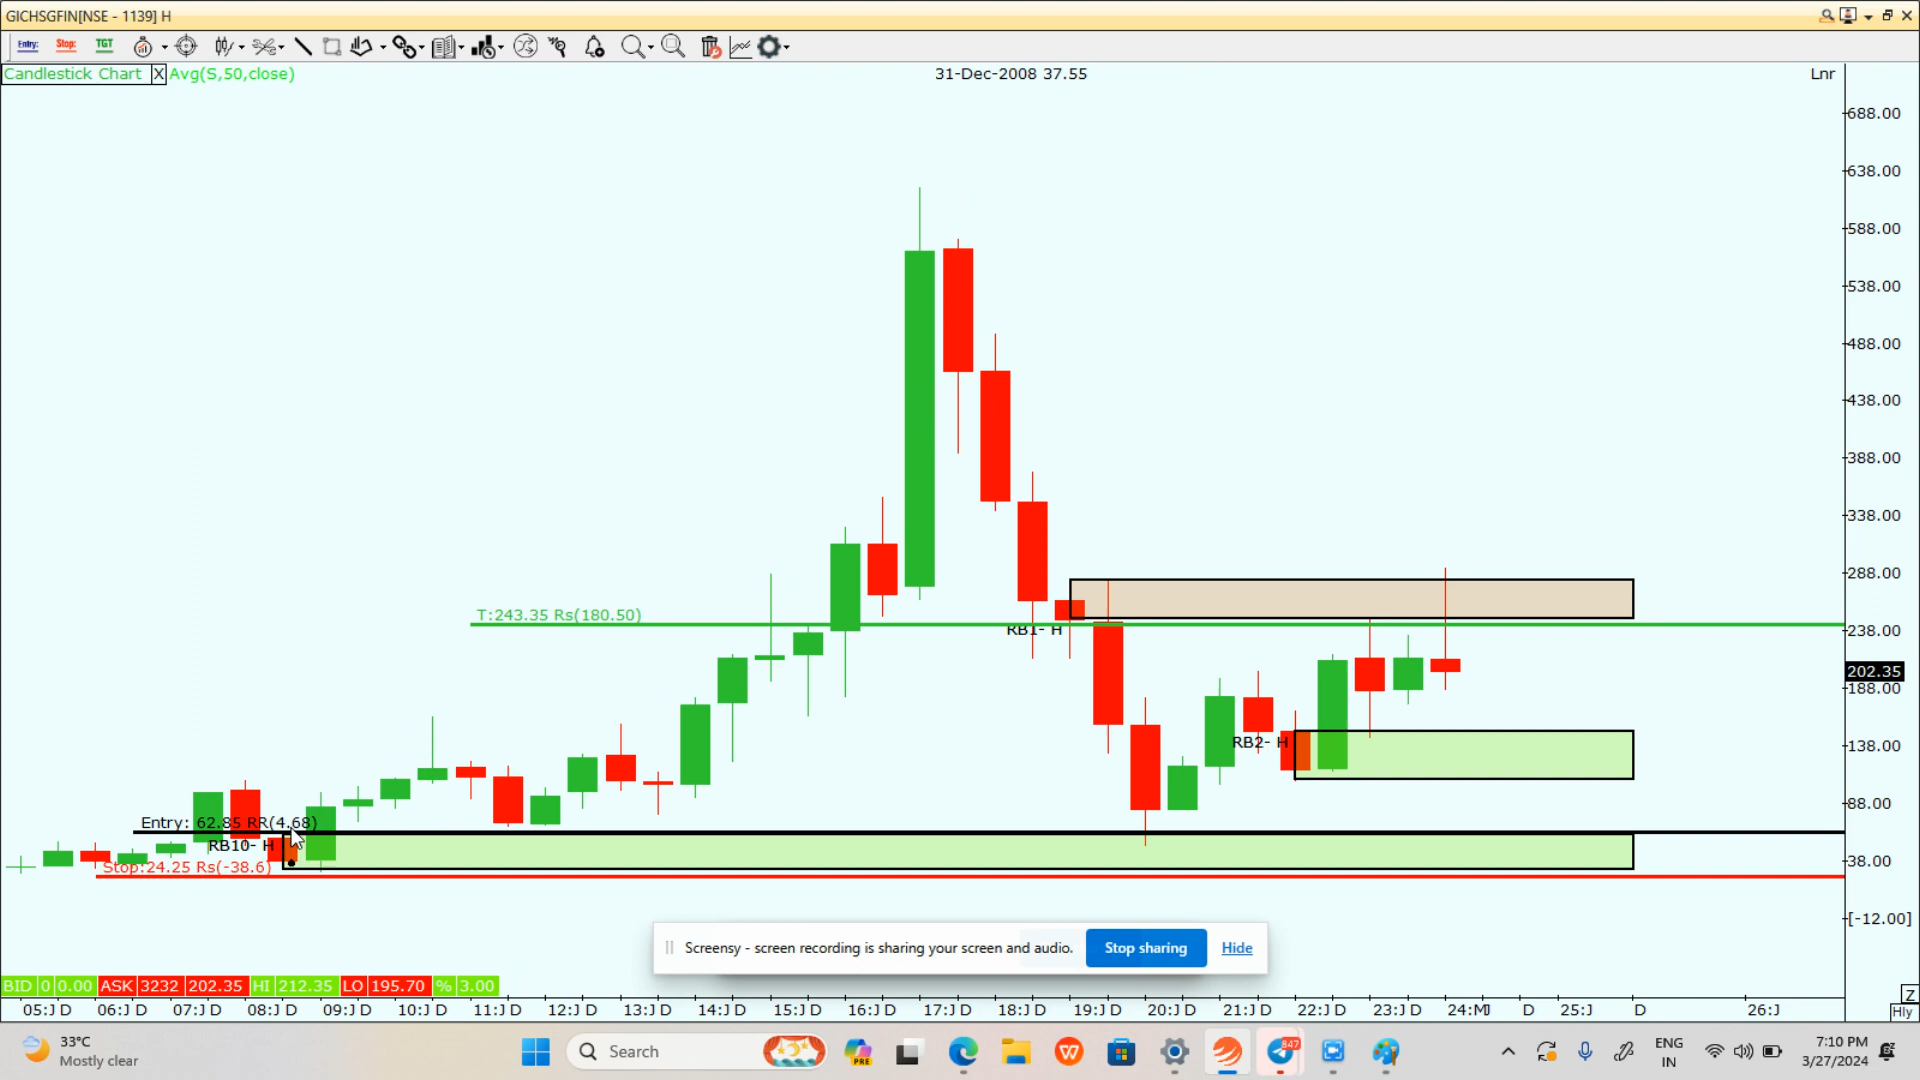 GICHSGFIN[NSE - 1139] H
Entry: Stop: TGT
Candlestick Chart X Avg(S,50,close)
31-Dec-2008 37.55
Lnr
688.00
638.00
588.00
538.00
488.00
438.00
388.00
338.00
288.00
T:243.35 Rs(180.50)
RB1- H
238.00
202.35
188.00
RB2- H
138.00
88.00
Entry: 62.85 RR(4.68)
RB10- H
38.00
Stop:24.25 Rs(-38.6)
[-12.00]
Screensy - screen recording is sharing your screen and audio. Stop sharing Hide
BID 0 0.00 ASK 3232 202.35 HI 212.35 LO 195.70 % 3.00
Z
05:J D 06:J D 07:J D 08:J D 09:J D 10:J D 11:J D 12:J D 13:J D 14:J D 15:J D 16:J D 17:J D 18:J D 19:J D 20:J D 21:J D 22:J D 23:J D 24:MJ D 25:J D 26:J
Hly
33°C
Mostly clear
Search
PRE
847
ENG
IN
7:10 PM
3/27/2024